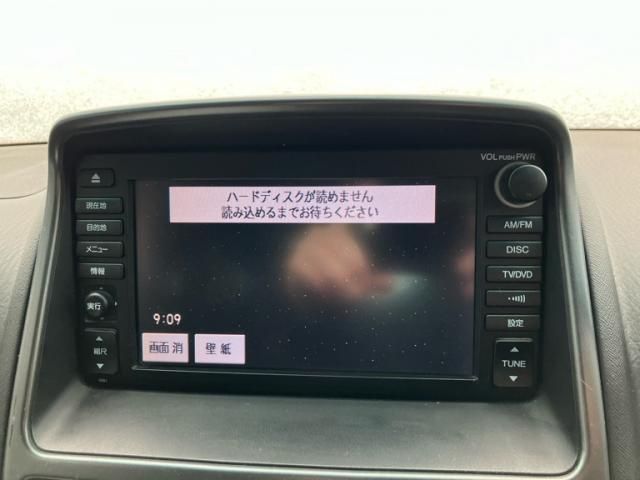 VOL PUSH PWR
ハードディスクが読めません
読み込めるまでお待ちください
現在地
目的地
メニュー
情報
実行
縮尺
9:09
画面消
壁紙
AM/FM
DISC
TV/DVD
設定
TUNE